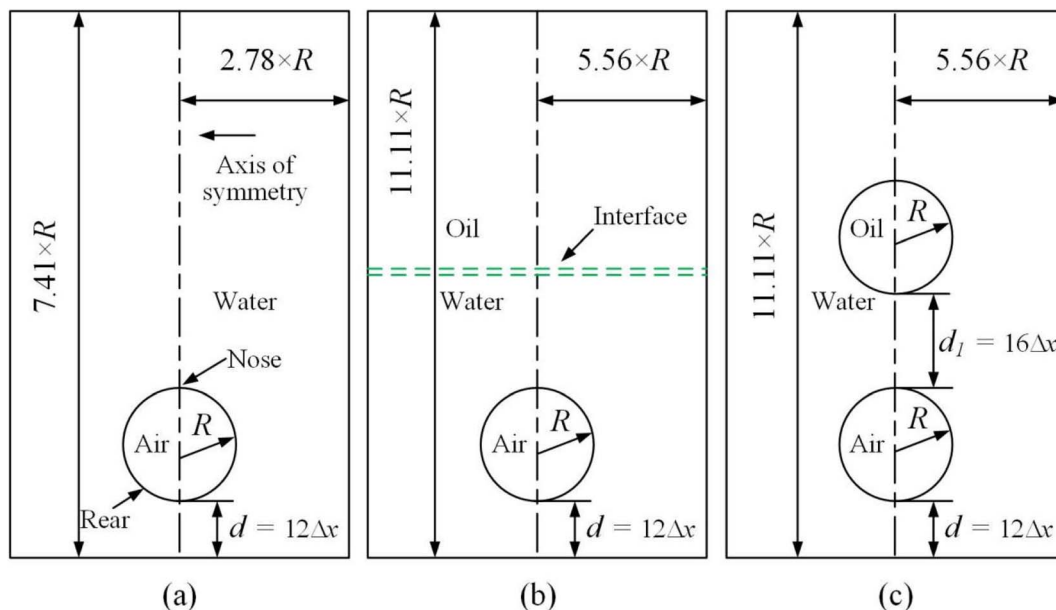 2.78×R
Axis of
symmetry
7.41×R
Water
Nose
R
Air
Rear
d = 12Δx
(a)
5.56×R
11.11×R
Oil
Interface
Water
R
Air
d = 12Δx
(b)
5.56×R
11.11×R
R
Oil
Water
d₁ = 16Δx
R
Air
d = 12Δx
(c)